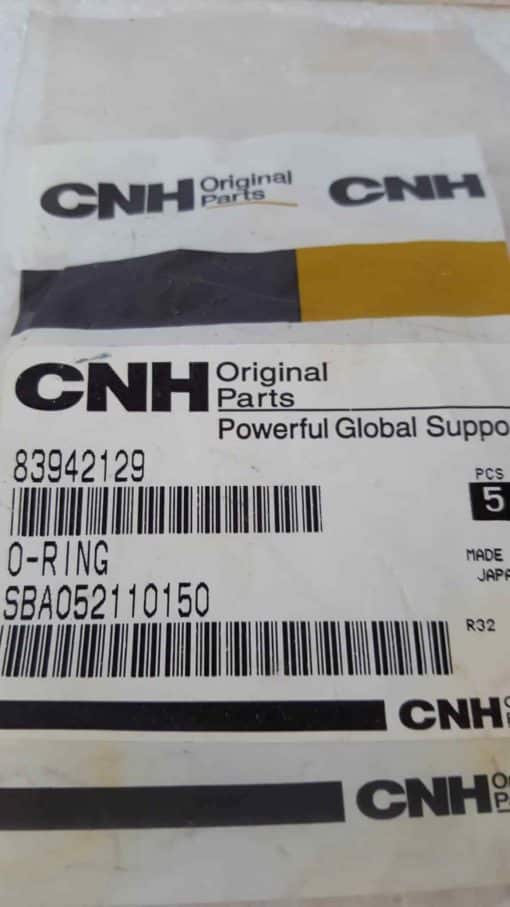 CNH Original Parts CNH
CNH Original Parts
Powerful Global Suppo
83942129
PCS
5
O-RING
MADE
JAPA
SBA052110150
R32
CNH
CNH